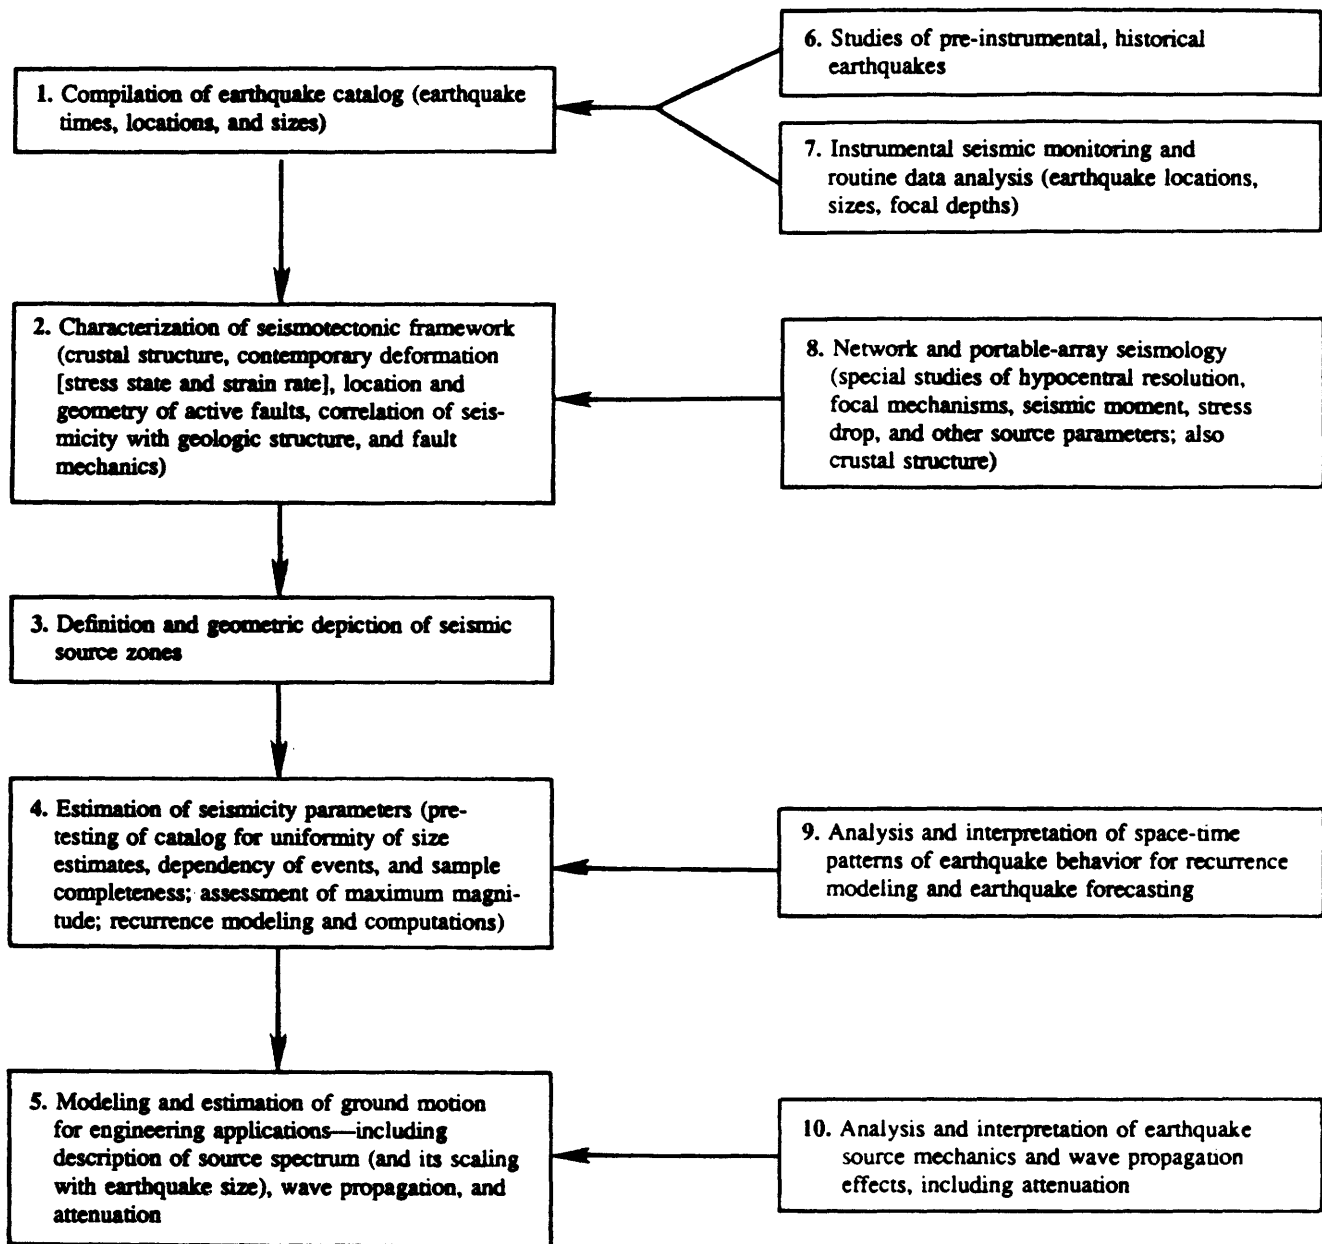 1. Compilation of earthquake catalog (earthquake
times, locations, and sizes)
2. Characterization of seismotectonic framework
(crustal structure, contemporary deformation
[stress state and strain rate], location and
geometry of active faults, correlation of seis-
micity with geologic structure, and fault
mechanics)
3. Definition and geometric depiction of seismic
source zones
4. Estimation of seismicity parameters (pre-
testing of catalog for uniformity of size
estimates, dependency of events, and sample
completeness; assessment of maximum magni-
tude; recurrence modeling and computations)
5. Modeling and estimation of ground motion
for engineering applications—including
description of source spectrum (and its scaling
with earthquake size), wave propagation, and
attenuation
6. Studies of pre-instrumental, historical
earthquakes
7. Instrumental seismic monitoring and
routine data analysis (earthquake locations,
sizes, focal depths)
8. Network and portable-array seismology
(special studies of hypocentral resolution,
focal mechanisms, seismic moment, stress
drop, and other source parameters; also
crustal structure)
9. Analysis and interpretation of space-time
patterns of earthquake behavior for recurrence
modeling and earthquake forecasting
10. Analysis and interpretation of earthquake
source mechanics and wave propagation
effects, including attenuation